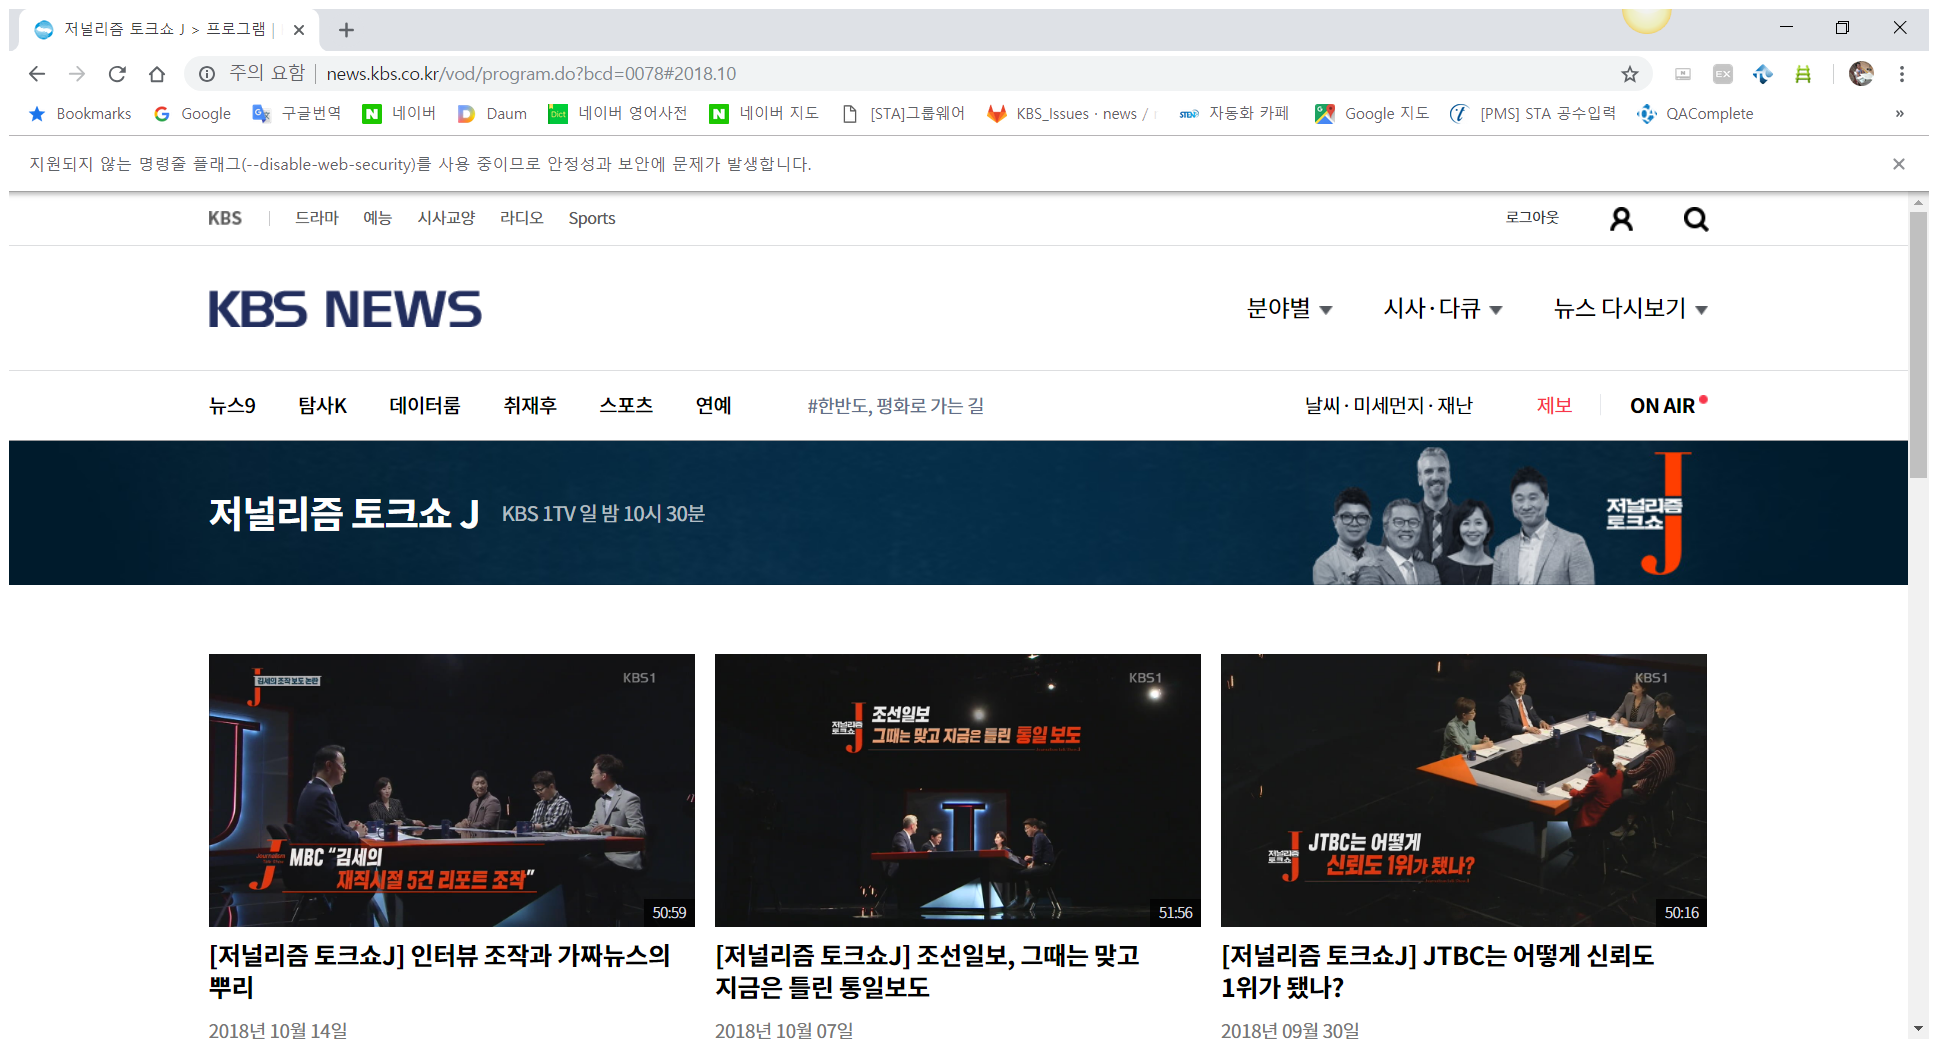 저널리즘 토크쇼 J > 프로그램 |
주의 요함 | news.kbs.co.kr/vod/program.do?bcd=0078#2018.10
EX
Bookmarks Google 구글번역 네이버 Daum 네이버 영어사전 네이버 지도 [STA]그룹웨어 KBS_Issues · news / 자동화 카페 Google 지도 [PMS] STA 공수입력 QAComplete »
지원되지 않는 명령줄 플래그(--disable-web-security)를 사용 중이므로 안정성과 보안에 문제가 발생합니다.
KBS 드라마 예능 시사교양 라디오 Sports 로그아웃
KBS NEWS 분야별 시사·다큐 뉴스 다시보기
뉴스9 탐사K 데이터룸 취재후 스포츠 연예 #한반도, 평화로 가는 길 날씨·미세먼지·재난 제보 ON AIR
저널리즘 토크쇼 J KBS 1TV 일 밤 10시 30분
저널리즘
토크쇼
J
김세의 조작 보도 논란
KBS1
MBC “김세의
재직시절 5건 리포트 조작”
50:59
KBS1
저널리즘
토크쇼
J
조선일보
그때는 맞고 지금은 틀린 통일 보도
51:56
KBS1
저널리즘
토크쇼
J
JTBC는 어떻게
신뢰도 1위가 됐나?
50:16
[저널리즘 토크쇼J] 인터뷰 조작과 가짜뉴스의
뿌리
2018년 10월 14일
[저널리즘 토크쇼J] 조선일보, 그때는 맞고
지금은 틀린 통일보도
2018년 10월 07일
[저널리즘 토크쇼J] JTBC는 어떻게 신뢰도
1위가 됐나?
2018년 09월 30일